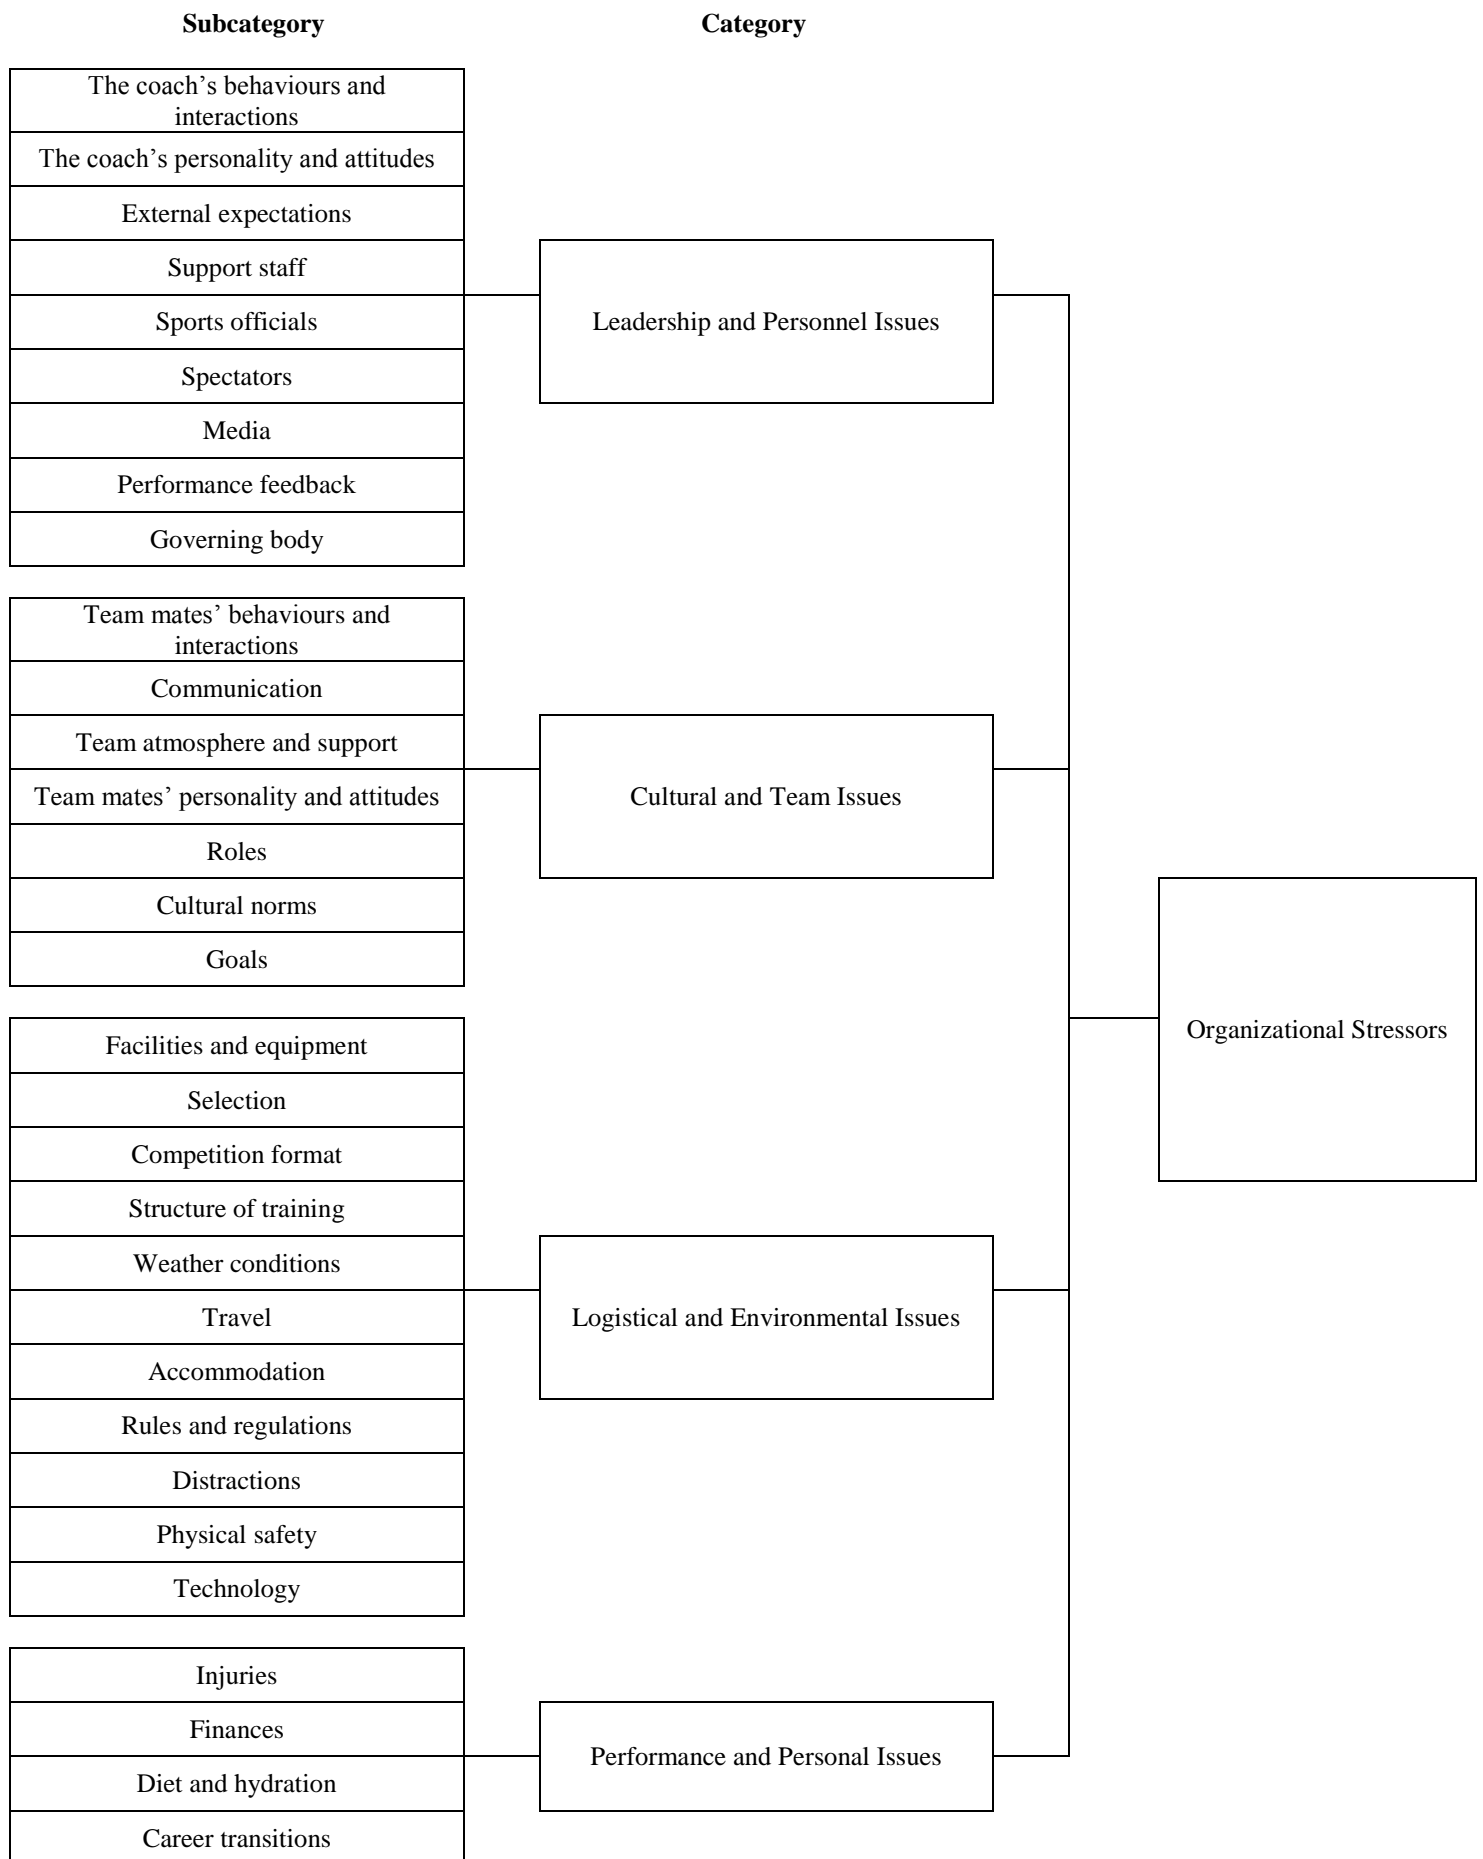 Subcategory
Category
The coach’s behaviours and
interactions
The coach’s personality and attitudes
External expectations
Support staff
Sports officials
Spectators
Media
Performance feedback
Governing body
Leadership and Personnel Issues
Team mates’ behaviours and
interactions
Communication
Team atmosphere and support
Team mates’ personality and attitudes
Roles
Cultural norms
Goals
Cultural and Team Issues
Facilities and equipment
Selection
Competition format
Structure of training
Weather conditions
Travel
Accommodation
Rules and regulations
Distractions
Physical safety
Technology
Logistical and Environmental Issues
Injuries
Finances
Diet and hydration
Career transitions
Performance and Personal Issues
Organizational Stressors